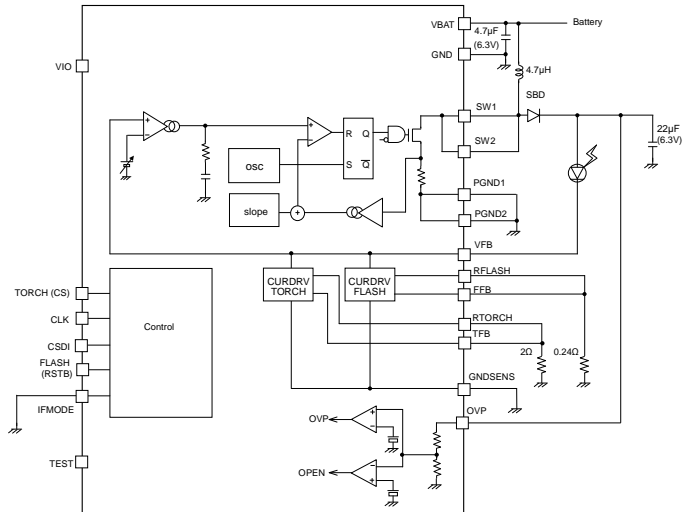 VBAT
Battery
4.7µF
(6.3V)
GND
4.7µH
VIO
SBD
SW1
+
−
+
−
R Q
S Q̅
osc
slope
+
SW2
22µF
(6.3V)
PGND1
PGND2
VFB
CURDRV
TORCH
CURDRV
FLASH
RFLASH
FFB
RTORCH
TFB
2Ω
0.24Ω
GNDSENS
OVP
TORCH (CS)
CLK
CSDI
FLASH
(RSTB)
IFMODE
TEST
Control
OVP
+
−
OPEN
−
+